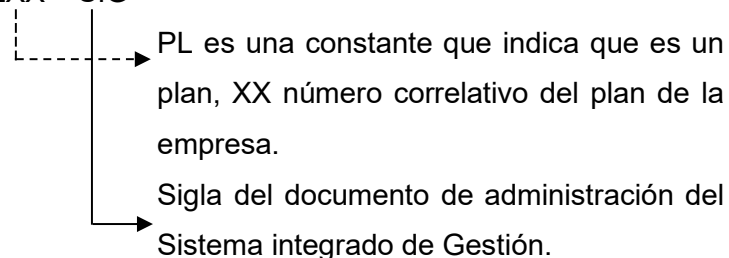 PL es una constante que indica que es un
plan, XX número correlativo del plan de la
empresa.
Sigla del documento de administración del
Sistema integrado de Gestión.